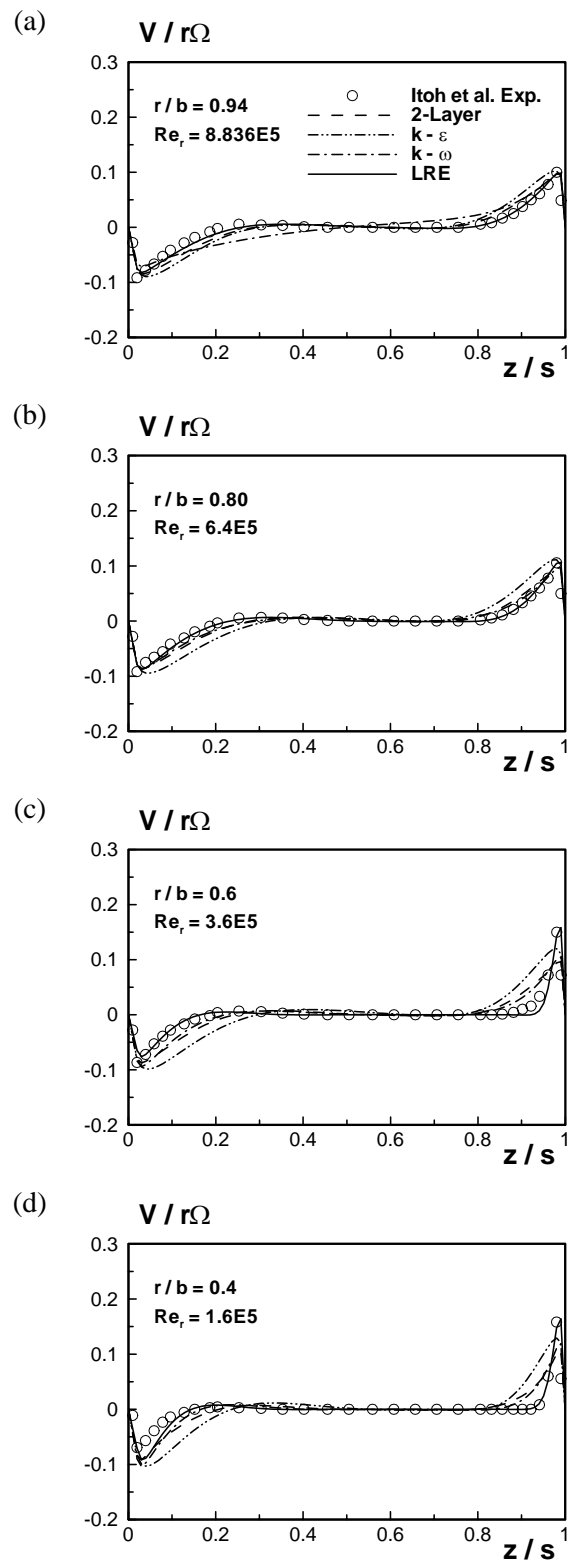 (a)
V / rΩ
0.3
0.2
0.1
0
-0.1
-0.2
r / b = 0.94
Reᵣ = 8.836E5
Itoh et al. Exp.
2-Layer
k - ε
k - ω
LRE
0 0.2 0.4 0.6 0.8 1
z / s
(b)
V / rΩ
0.3
0.2
0.1
0
-0.1
-0.2
r / b = 0.80
Reᵣ = 6.4E5
0 0.2 0.4 0.6 0.8 1
z / s
(c)
V / rΩ
0.3
0.2
0.1
0
-0.1
-0.2
r / b = 0.6
Reᵣ = 3.6E5
0 0.2 0.4 0.6 0.8 1
z / s
(d)
V / rΩ
0.3
0.2
0.1
0
-0.1
-0.2
r / b = 0.4
Reᵣ = 1.6E5
0 0.2 0.4 0.6 0.8 1
z / s